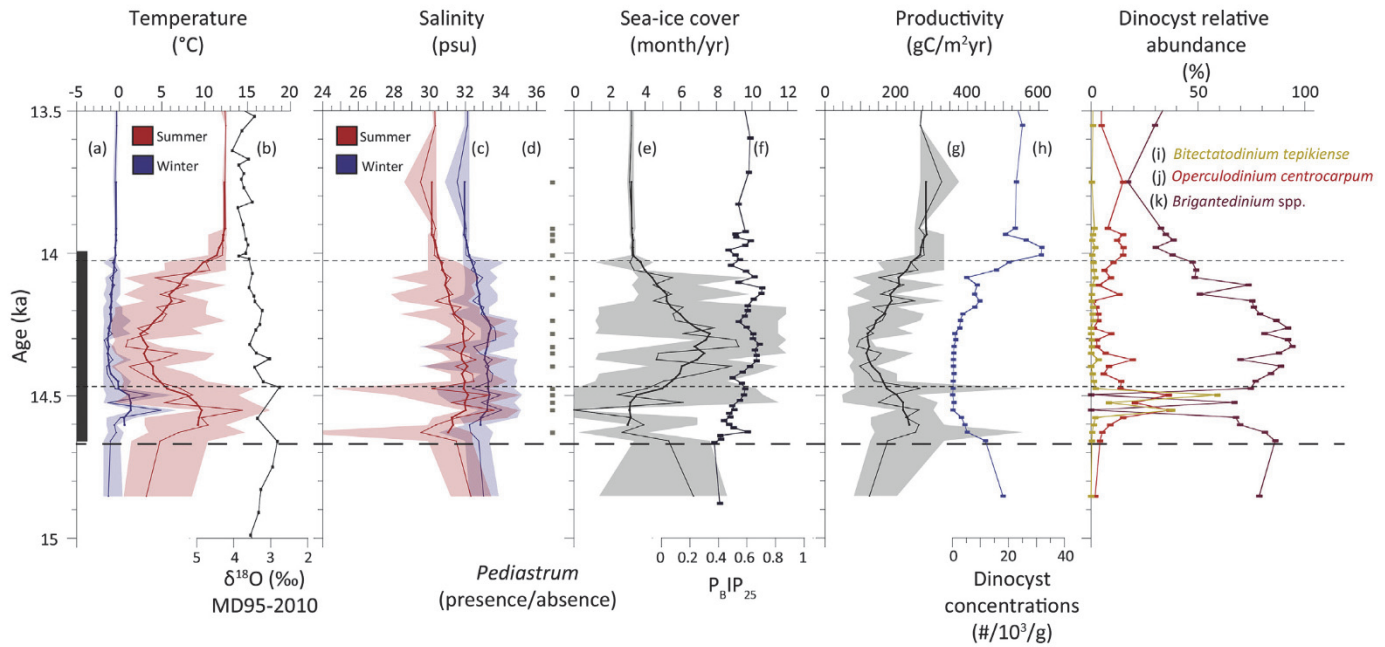 Temperature
(°C)
Salinity
(psu)
Sea-ice cover
(month/yr)
Productivity
(gC/m²yr)
Dinocyst relative
abundance
(%)
-5 0 5 10 15 20
24 26 28 30 32 34 36
0 2 4 6 8 10 12
0 200 400 600
0 50 100
Age (ka)
13.5
14
14.5
15
(a)
Summer
Winter
(b)
Summer
Winter
(c)
(d)
(e)
(f)
(g)
(h)
(i) Bitectatodinium tepikiense
(j) Operculodinium centrocarpum
(k) Brigantedinium spp.
5 4 3 2
δ¹⁸O (‰)
MD95-2010
Pediastrum
(presence/absence)
0 0.2 0.4 0.6 0.8 1
P_BIP₂₅
0 20 40
Dinocyst
concentrations
(#/10³/g)